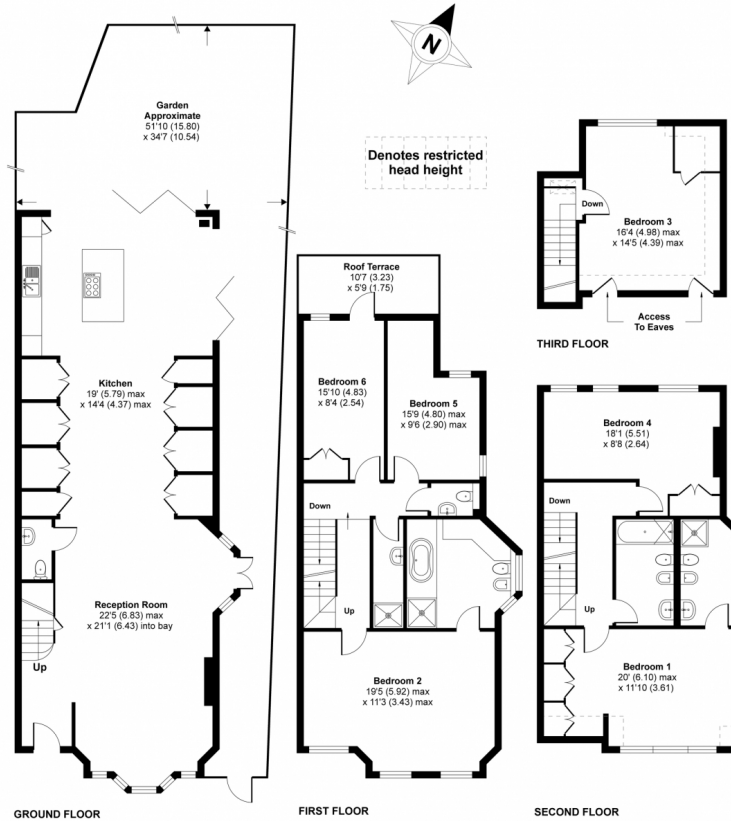 N
Garden
Approximate
51'10 (15.80)
x 34'7 (10.54)
Denotes restricted
head height
Down
Bedroom 3
16'4 (4.98) max
x 14'5 (4.39) max
Access
To Eaves
THIRD FLOOR
Roof Terrace
10'7 (3.23)
x 5'9 (1.75)
Kitchen
19' (5.79) max
x 14'4 (4.37) max
Bedroom 6
15'10 (4.83)
x 8'4 (2.54)
Bedroom 5
15'9 (4.80) max
x 9'6 (2.90) max
Bedroom 4
18'1 (5.51)
x 8'8 (2.64)
Down
Down
Reception Room
22'5 (6.83) max
x 21'1 (6.43) into bay
Up
Up
Up
Bedroom 2
19'5 (5.92) max
x 11'3 (3.43) max
Bedroom 1
20' (6.10) max
x 11'10 (3.61)
GROUND FLOOR
FIRST FLOOR
SECOND FLOOR